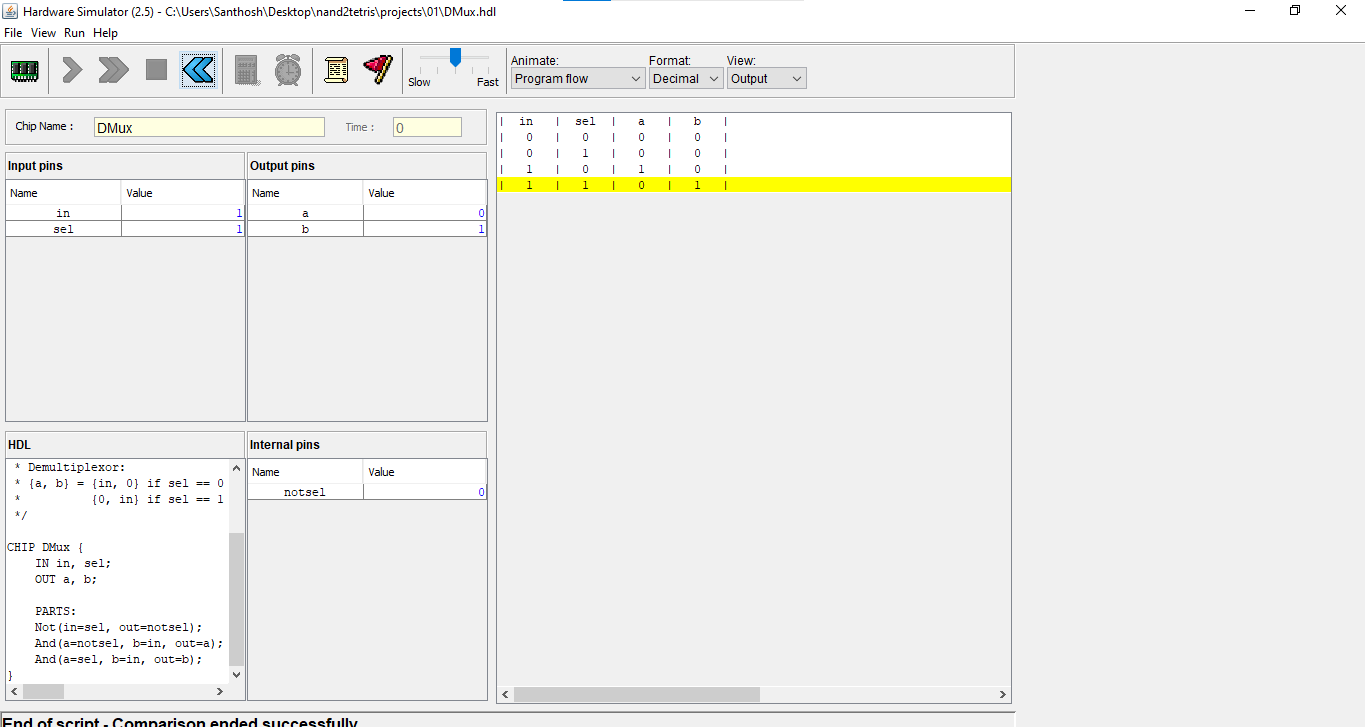 Hardware Simulator (2.5) - C:\Users\Santhosh\Desktop\nand2tetris\projects\01\DMux.hdl
File View Run Help
Slow Fast
Animate: Format: View:
Program flow Decimal Output
Chip Name : DMux Time : 0
Input pins
Name Value
in 1
sel 1
Output pins
Name Value
a 0
b 1
| in | sel | a | b |
| 0 | 0 | 0 | 0 |
| 0 | 1 | 0 | 0 |
| 1 | 0 | 1 | 0 |
| 1 | 1 | 0 | 1 |
HDL
* Demultiplexor:
* {a, b} = {in, 0} if sel == 0
* {0, in} if sel == 1
*/
CHIP DMux {
IN in, sel;
OUT a, b;
PARTS:
Not(in=sel, out=notsel);
And(a=notsel, b=in, out=a);
And(a=sel, b=in, out=b);
}
Internal pins
Name Value
notsel 0
End of script - Comparison ended successfully